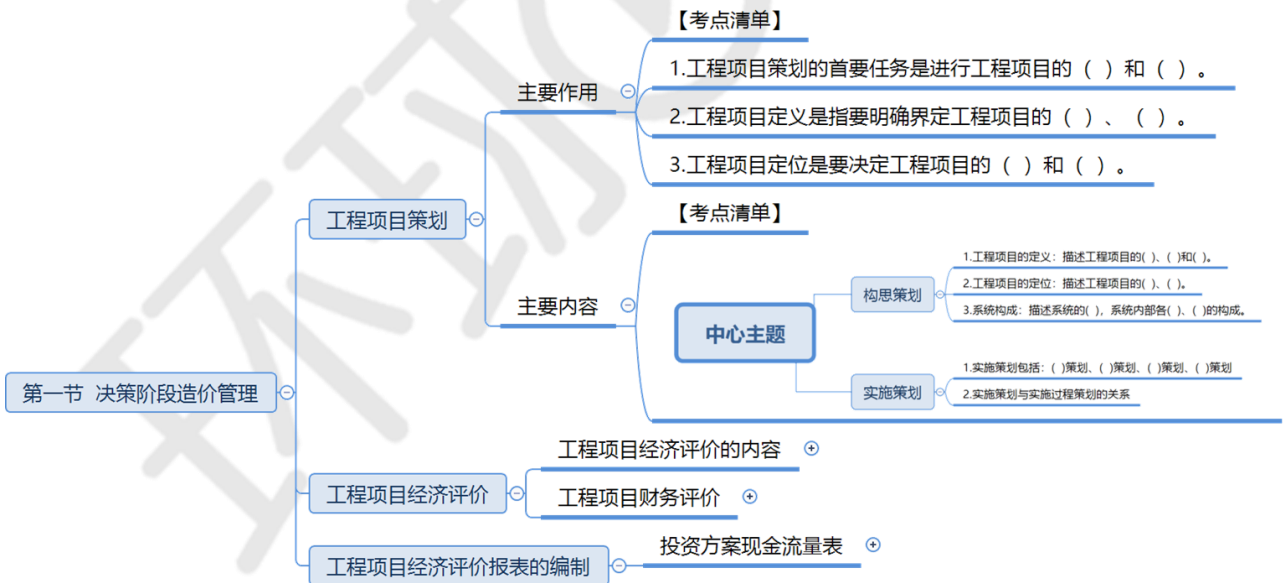 【考点清单】
1.工程项目策划的首要任务是进行工程项目的（ ）和（ ）。
主要作用
2.工程项目定义是指要明确界定工程项目的（ ）、（ ）。
3.工程项目定位是要决定工程项目的（ ）和（ ）。
工程项目策划
【考点清单】
1.工程项目的定义：描述工程项目的( )、( )和( )。
构思策划
2.工程项目的定位：描述工程项目的( )、( )。
3.系统构成：描述系统的( )，系统内部各( )、( )的构成。
主要内容
中心主题
1.实施策划包括：( )策划、( )策划、( )策划、( )策划
实施策划
2.实施策划与实施过程策划的关系
第一节 决策阶段造价管理
工程项目经济评价的内容
工程项目经济评价
工程项目财务评价
工程项目经济评价报表的编制
投资方案现金流量表
环球